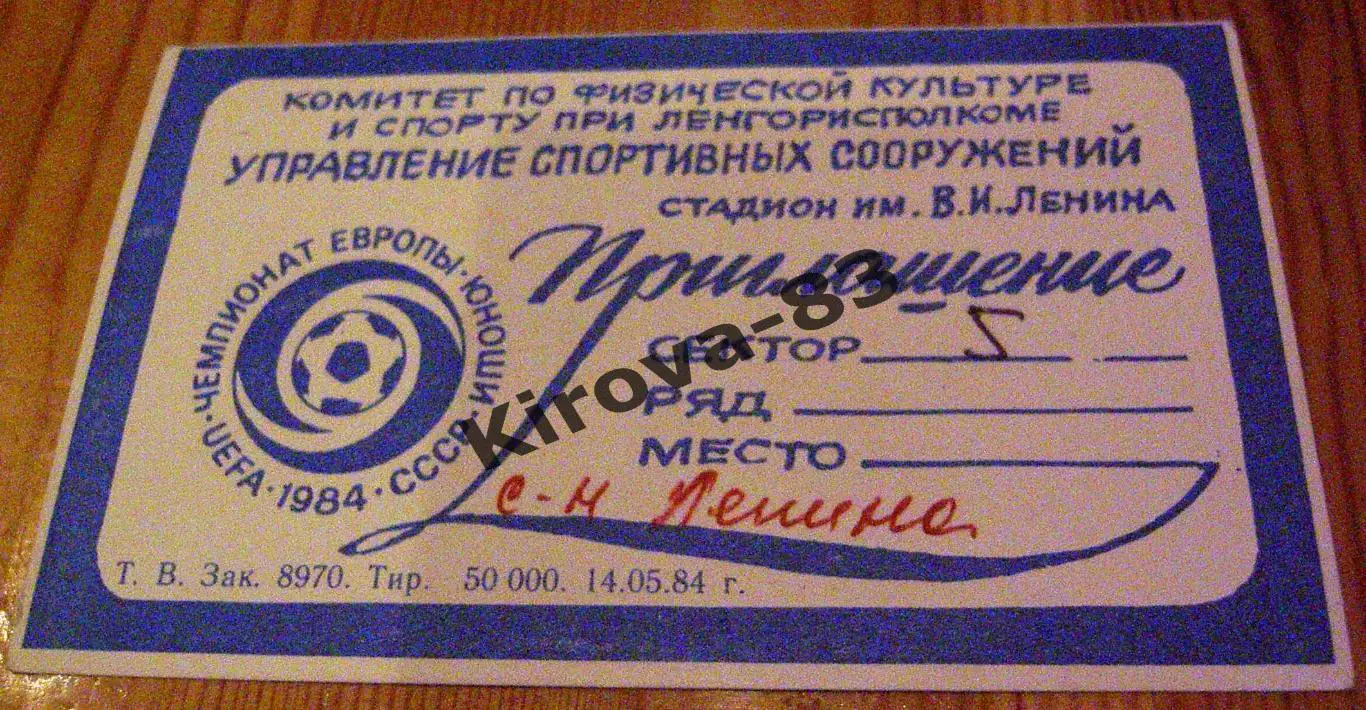 КОМИТЕТ ПО ФИЗИЧЕСКОЙ КУЛЬТУРЕ
И СПОРТУ ПРИ ЛЕНГОРИСПОЛКОМЕ
УПРАВЛЕНИЕ СПОРТИВНЫХ СООРУЖЕНИЙ
СТАДИОН ИМ. В.И.ЛЕНИНА
Приглашение
UEFA·ЧЕМПИОНАТ ЕВРОПЫ·ЮНОШИ·СССР·1984·
СЕКТОР 5
РЯД
МЕСТО
с-н Ленина
Т. В. Зак. 8970. Тир. 50 000. 14.05.84 г.
Kirova-83